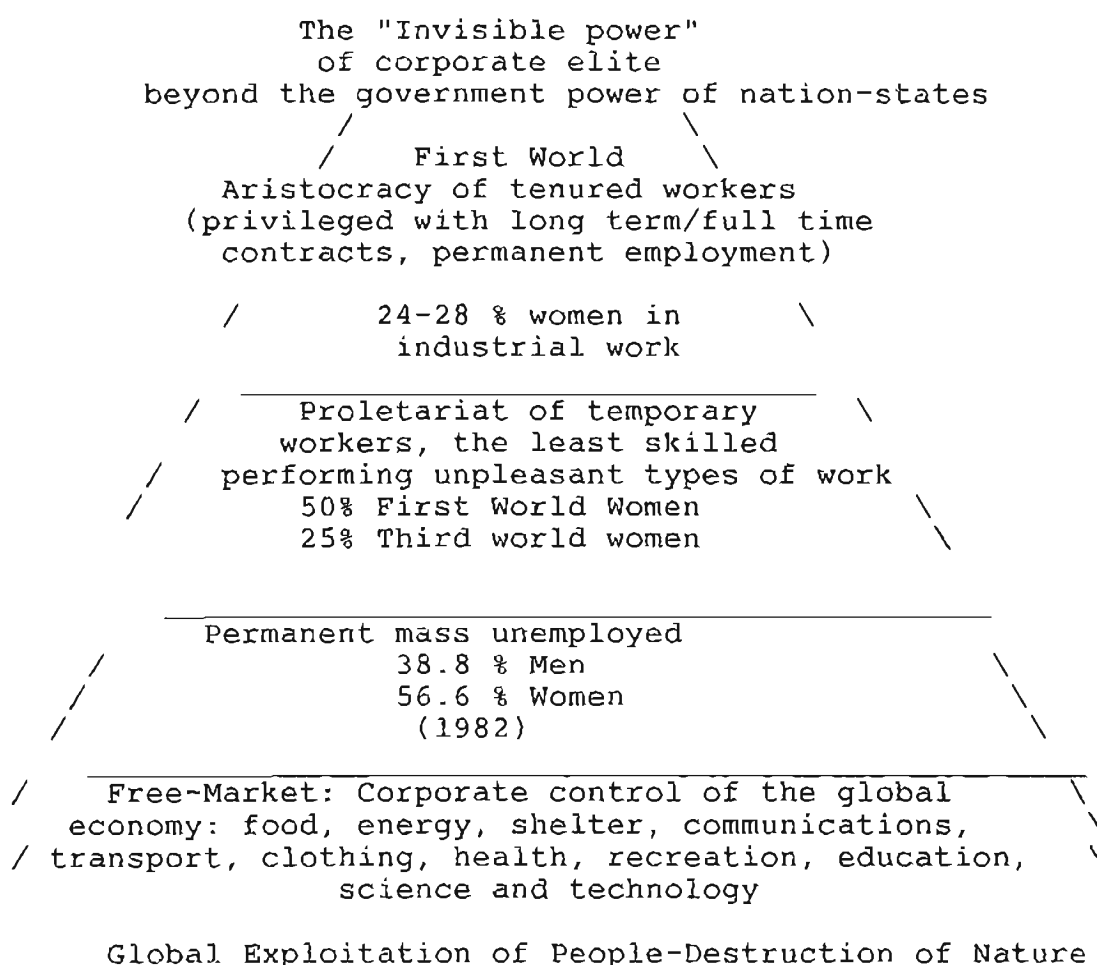 The "Invisible power"
of corporate elite
beyond the government power of nation-states
First World
Aristocracy of tenured workers
(privileged with long term/full time
contracts, permanent employment)
24-28 % women in
industrial work
Proletariat of temporary
workers, the least skilled
performing unpleasant types of work
50% First World Women
25% Third world women
Permanent mass unemployed
38.8 % Men
56.6 % Women
(1982)
Free-Market: Corporate control of the global
economy: food, energy, shelter, communications,
transport, clothing, health, recreation, education,
science and technology
Global Exploitation of People-Destruction of Nature